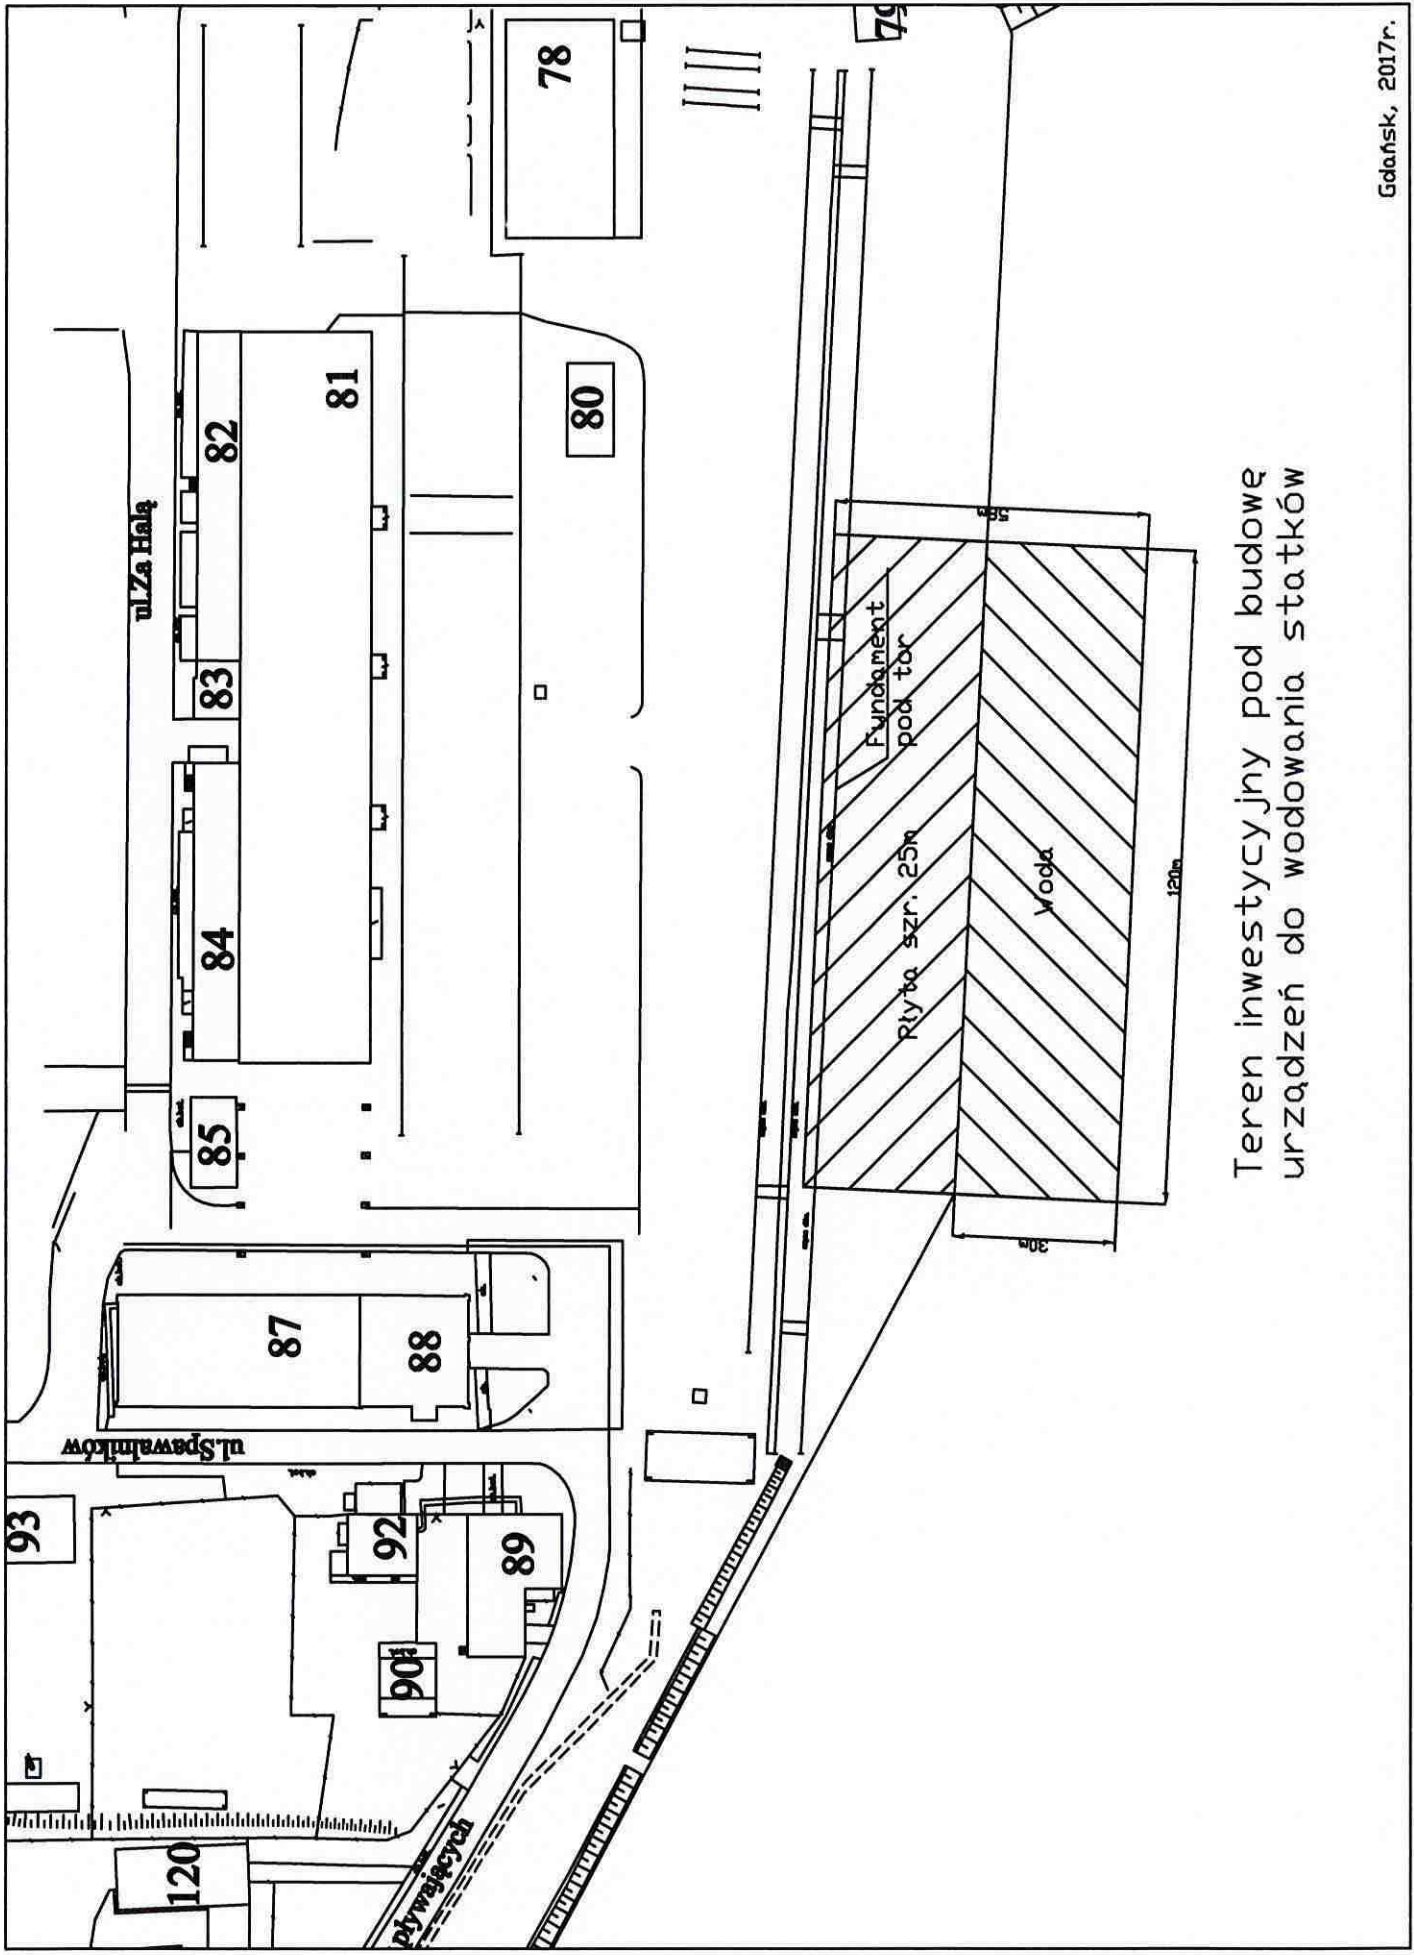 93
120
ul.Spawalników
87
88
92
90
89
pływających
85
84
83
82
81
ul.Za Halą
80
78
79
Fundament
pod tor
Płyta szr. 25m
Woda
58m
120m
30m
Teren inwestycyjny pod budowę
urządzeń do wodowania statków
Gdańsk, 2017r.